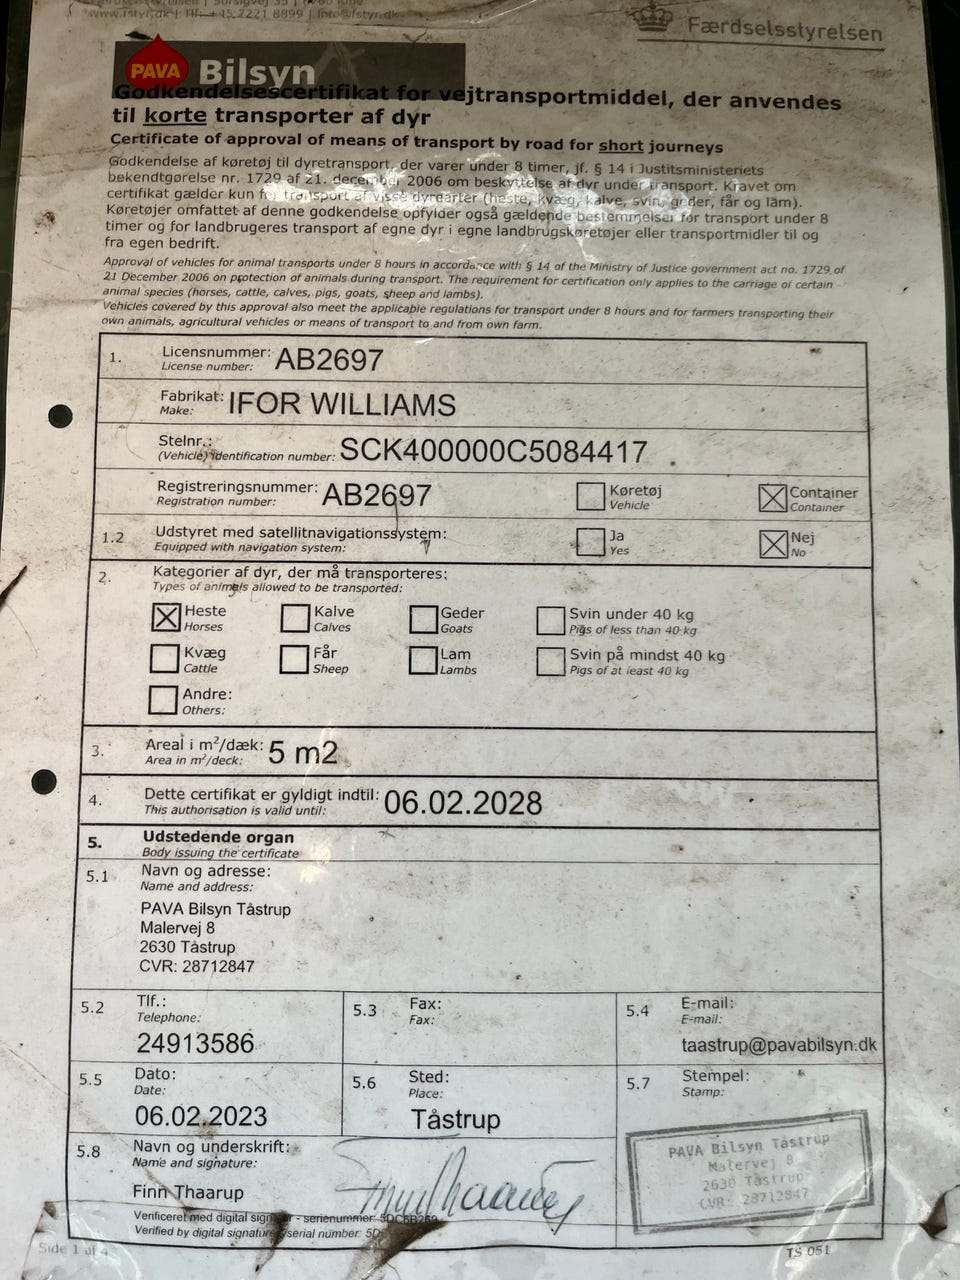 www.fstyr.dk | Tlf. +45 7221 8899 | info@fstyr.dk
Færdselsstyrelsen
PAVA Bilsyn
Godkendelsescertifikat for vejtransportmiddel, der anvendes
til korte transporter af dyr
Certificate of approval of means of transport by road for short journeys
Godkendelse af køretøj til dyretransport, der varer under 8 timer, jf. § 14 i Justitsministeriets
bekendtgørelse nr. 1729 af 21. december 2006 om beskyttelse af dyr under transport. Kravet om
certifikat gælder kun for transport af visse dyrearter (heste, kvæg, kalve, svin, geder, får og lam).
Køretøjer omfattet af denne godkendelse opfylder også gældende bestemmelser for transport under 8
timer og for landbrugeres transport af egne dyr i egne landbrugskøretøjer eller transportmidler til og
fra egen bedrift.
Approval of vehicles for animal transports under 8 hours in accordance with § 14 of the Ministry of Justice government act no. 1729 of
21 December 2006 on protection of animals during transport. The requirement for certification only applies to the carriage of certain
animal species (horses, cattle, calves, pigs, goats, sheep and lambs).
Vehicles covered by this approval also meet the applicable regulations for transport under 8 hours and for farmers transporting their
own animals, agricultural vehicles or means of transport to and from own farm.
1. Licensnummer: AB2697
License number:
Fabrikat: IFOR WILLIAMS
Make:
Stelnr.: SCK400000C5084417
(Vehicle) identification number:
Registreringsnummer: AB2697 Køretøj Container
Registration number: Vehicle Container
1.2 Udstyret med satellitnavigationssystem: Ja Nej
Equipped with navigation system: Yes No
2. Kategorier af dyr, der må transporteres:
Types of animals allowed to be transported:
Heste Kalve Geder Svin under 40 kg
Horses Calves Goats Pigs of less than 40 kg
Kvæg Får Lam Svin på mindst 40 kg
Cattle Sheep Lambs Pigs of at least 40 kg
Andre:
Others:
3. Areal i m²/dæk: 5 m2
Area in m²/deck:
4. Dette certifikat er gyldigt indtil: 06.02.2028
This authorisation is valid until:
5. Udstedende organ
Body issuing the certificate
5.1 Navn og adresse:
Name and address:
PAVA Bilsyn Tåstrup
Malervej 8
2630 Tåstrup
CVR: 28712847
5.2 Tlf.: 5.3 Fax: 5.4 E-mail:
Telephone: Fax: E-mail:
24913586 taastrup@pavabilsyn.dk
5.5 Dato: 5.6 Sted: 5.7 Stempel:
Date: Place: Stamp:
06.02.2023 Tåstrup
5.8 Navn og underskrift:
Name and signature:
Finn Thaarup
PAVA Bilsyn Tåstrup
Malervej 8
2630 Tåstrup
CVR: 28712847
Verificeret med digital - serienummer:
Verified by digital signature/serial number:
Side 1 af 4 TS 051